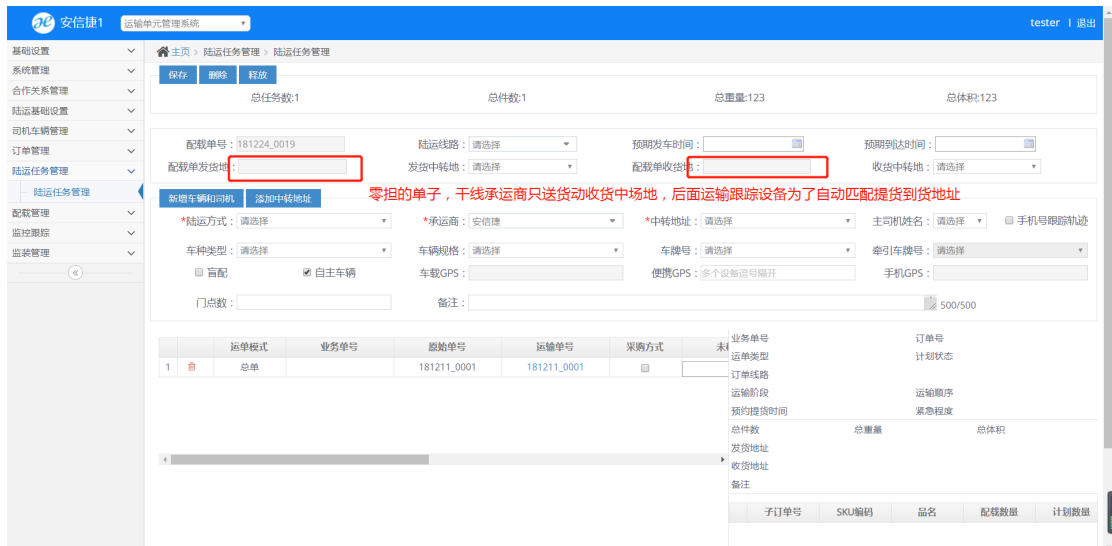 安信捷1 运输单元管理系统 tester | 退出
基础设置
系统管理
合作关系管理
陆运基础设置
司机车辆管理
订单管理
陆运任务管理
陆运任务管理
配载管理
监控跟踪
监装管理
主页 › 陆运任务管理 › 陆运任务管理
保存 删除 释放
总任务数:1 总件数:1 总重量:123 总体积:123
配载单号：181224_0019 陆运线路：请选择 预期发车时间： 预期到达时间：
配载单发货地： 发货中转地：请选择 配载单收货地： 收货中转地：请选择
新增车辆和司机 添加中转地址 零担的单子，干线承运商只送货动收货中场地，后面运输跟踪设备为了自动匹配提货到货地址
*陆运方式：请选择 *承运商：安信捷 *中转地址：请选择 主司机姓名：请选择 手机号跟踪轨迹
车种类型：请选择 车辆规格：请选择 车牌号：请选择 牵引车牌号：请选择
盲配 自主车辆 车载GPS： 便携GPS：多个设备逗号隔开 手机GPS：
门点数： 备注： 500/500
运单模式 业务单号 原始单号 运输单号 采购方式
1 总单 181211_0001 181211_0001
业务单号 订单号
运单类型 计划状态
订单线路
运输阶段 运输顺序
预约提货时间 紧急程度
总件数 总重量 总体积
发货地址
收货地址
备注
子订单号 SKU编码 品名 配载数量 计划数量